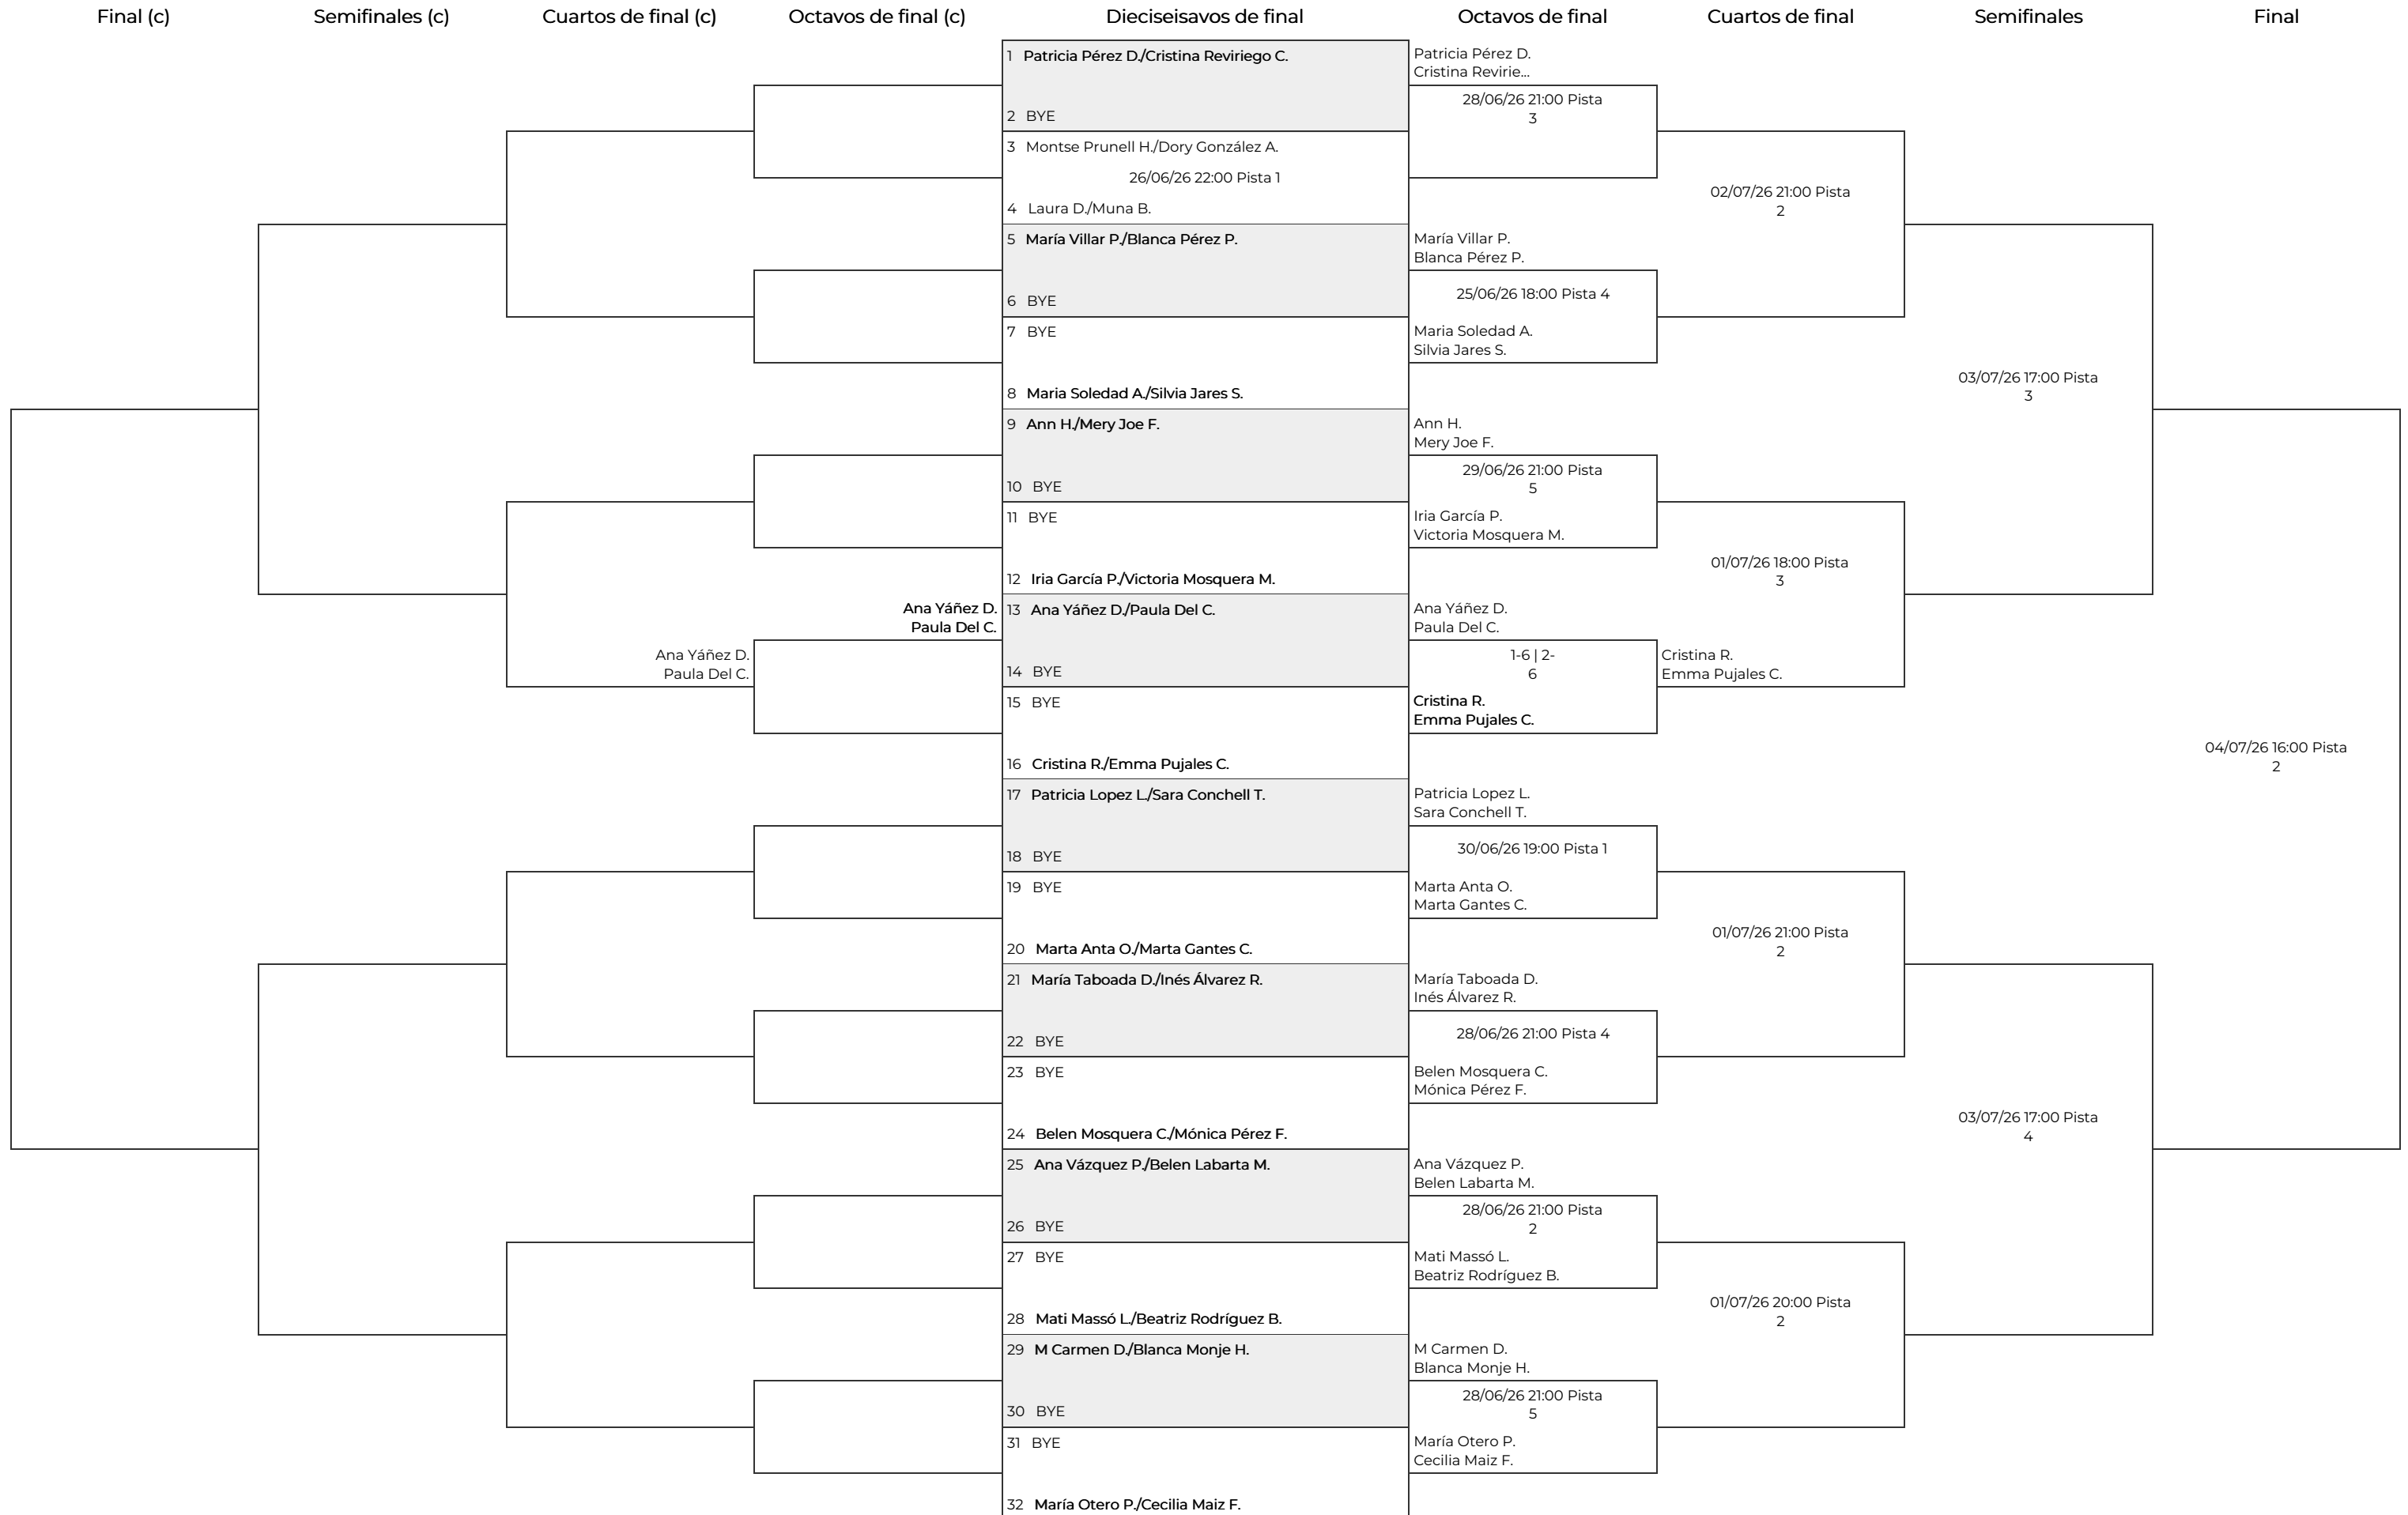 Final (c)
Semifinales (c)
Cuartos de final (c)
Octavos de final (c)
Dieciseisavos de final
Octavos de final
Cuartos de final
Semifinales
Final
Ana Yáñez D.
Paula Del C.
Ana Yáñez D.
Paula Del C.
1 Patricia Pérez D./Cristina Reviriego C.
2 BYE
3 Montse Prunell H./Dory González A.
26/06/26 22:00 Pista 1
4 Laura D./Muna B.
5 María Villar P./Blanca Pérez P.
6 BYE
7 BYE
8 Maria Soledad A./Silvia Jares S.
9 Ann H./Mery Joe F.
10 BYE
11 BYE
12 Iria García P./Victoria Mosquera M.
13 Ana Yáñez D./Paula Del C.
14 BYE
15 BYE
16 Cristina R./Emma Pujales C.
17 Patricia Lopez L./Sara Conchell T.
18 BYE
19 BYE
20 Marta Anta O./Marta Gantes C.
21 María Taboada D./Inés Álvarez R.
22 BYE
23 BYE
24 Belen Mosquera C./Mónica Pérez F.
25 Ana Vázquez P./Belen Labarta M.
26 BYE
27 BYE
28 Mati Massó L./Beatriz Rodríguez B.
29 M Carmen D./Blanca Monje H.
30 BYE
31 BYE
32 María Otero P./Cecilia Maiz F.
Patricia Pérez D.
Cristina Revirie...
28/06/26 21:00 Pista
3
María Villar P.
Blanca Pérez P.
25/06/26 18:00 Pista 4
Maria Soledad A.
Silvia Jares S.
Ann H.
Mery Joe F.
29/06/26 21:00 Pista
5
Iria García P.
Victoria Mosquera M.
Ana Yáñez D.
Paula Del C.
1-6 | 2-
6
Cristina R.
Emma Pujales C.
Patricia Lopez L.
Sara Conchell T.
30/06/26 19:00 Pista 1
Marta Anta O.
Marta Gantes C.
María Taboada D.
Inés Álvarez R.
28/06/26 21:00 Pista 4
Belen Mosquera C.
Mónica Pérez F.
Ana Vázquez P.
Belen Labarta M.
28/06/26 21:00 Pista
2
Mati Massó L.
Beatriz Rodríguez B.
M Carmen D.
Blanca Monje H.
28/06/26 21:00 Pista
5
María Otero P.
Cecilia Maiz F.
02/07/26 21:00 Pista
2
01/07/26 18:00 Pista
3
Cristina R.
Emma Pujales C.
01/07/26 21:00 Pista
2
01/07/26 20:00 Pista
2
03/07/26 17:00 Pista
3
03/07/26 17:00 Pista
4
04/07/26 16:00 Pista
2